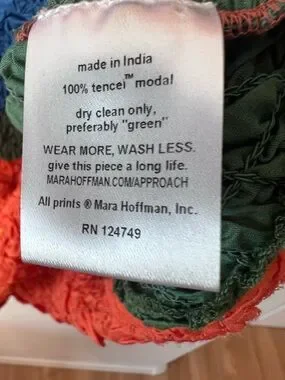 made in India
100% tencel™ modal
dry clean only,
preferably "green"
WEAR MORE, WASH LESS.
give this piece a long life.
MARAHOFFMAN.COM/APPROACH
All prints ® Mara Hoffman, Inc.
RN 124749